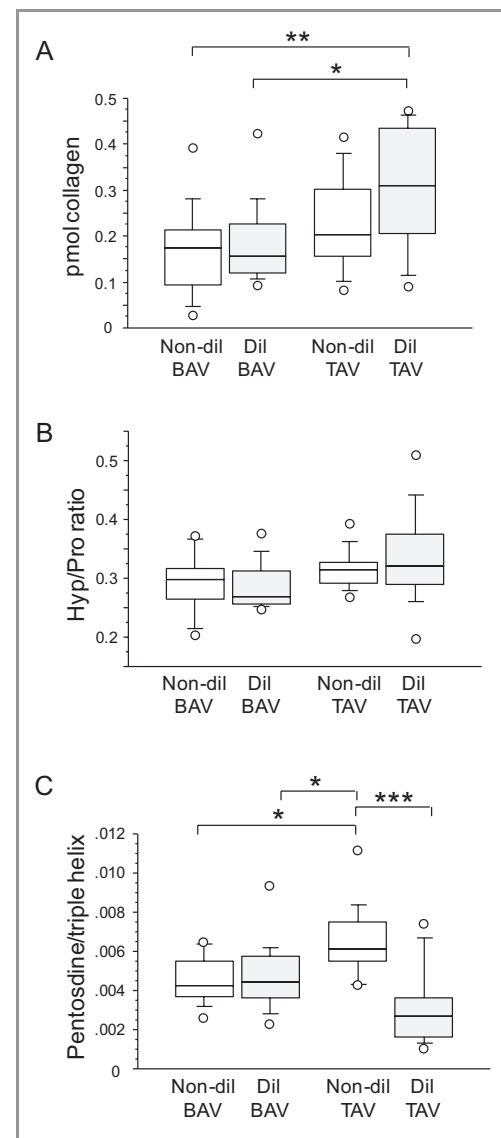 A
**
*
pmol collagen
0.5
0.4
0.3
0.2
0.1
0
Non-dil Dil Non-dil Dil
BAV BAV TAV TAV
B
Hyp/Pro ratio
0.5
0.4
0.3
0.2
Non-dil Dil Non-dil Dil
BAV BAV TAV TAV
C
*
***
*
Pentosdine/triple helix
.012
.010
.008
.006
.004
.002
0
Non-dil Dil Non-dil Dil
BAV BAV TAV TAV